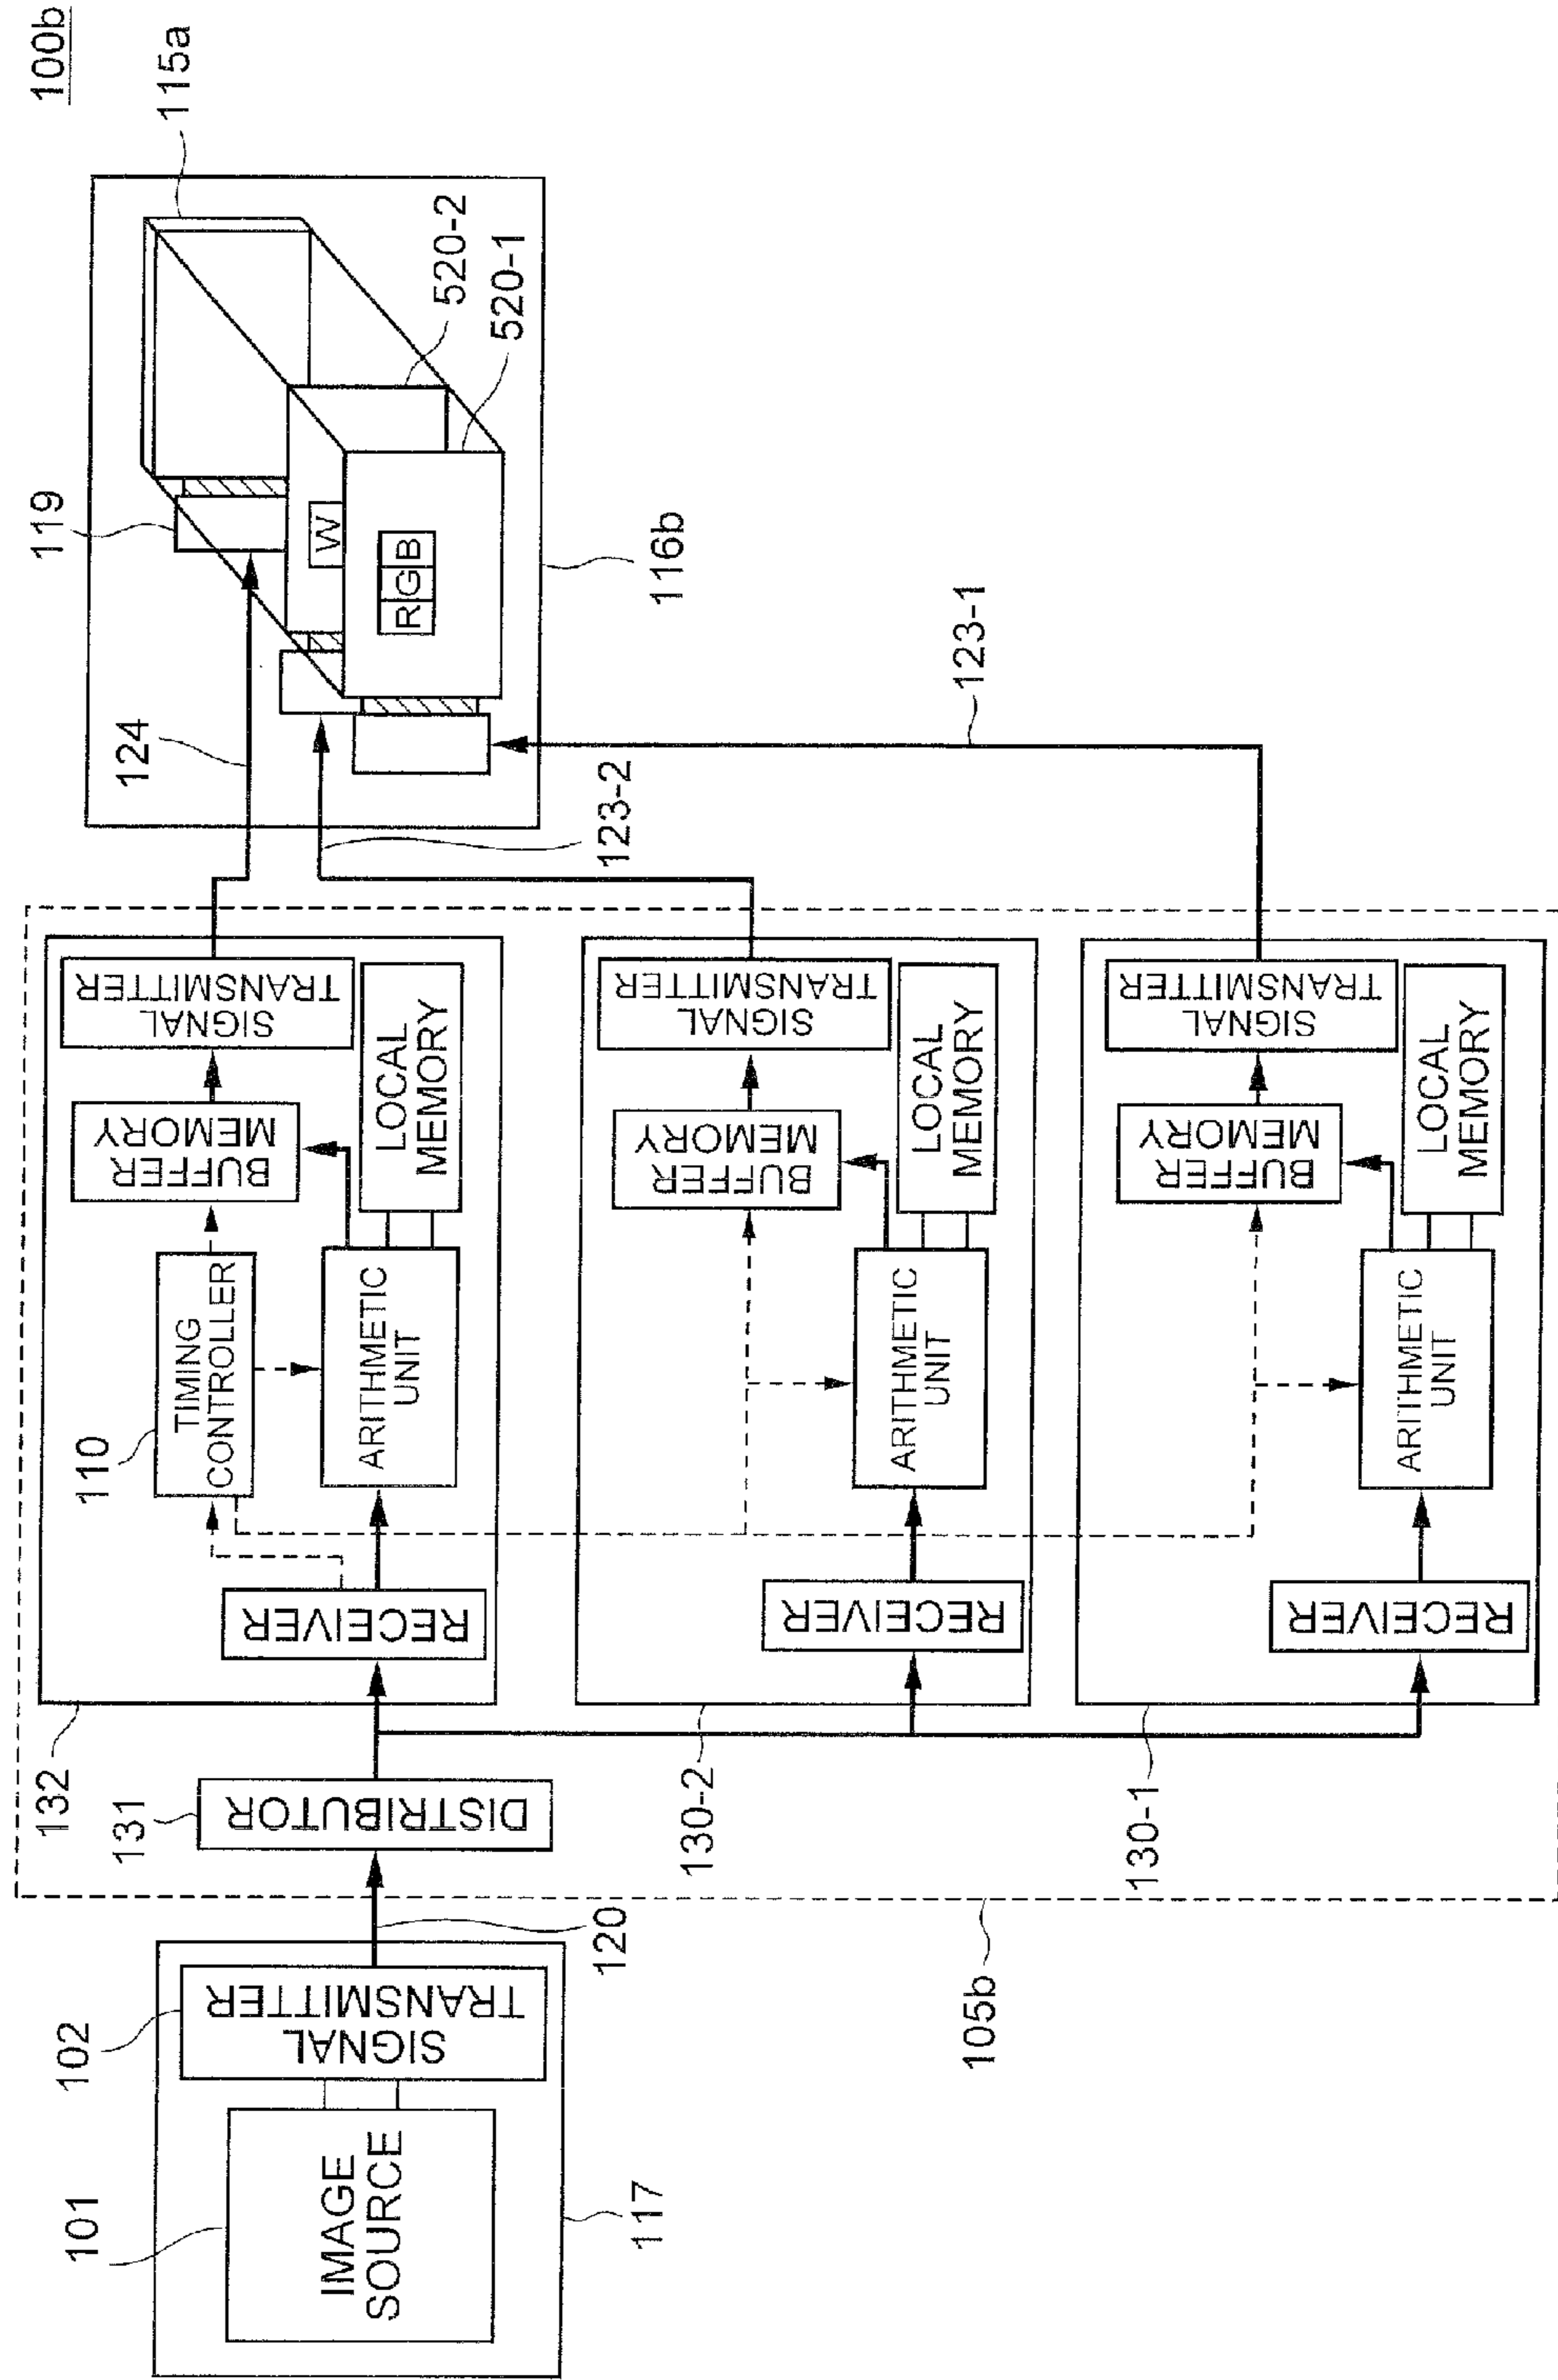 100b
101
IMAGE
SOURCE
102
SIGNAL
TRANSMITTER
117
120
131
DISTRIBUTOR
132
RECEIVER
110
TIMING
CONTROLLER
ARITHMETIC
UNIT
BUFFER
MEMORY
LOCAL
MEMORY
SIGNAL
TRANSMITTER
130-2
RECEIVER
ARITHMETIC
UNIT
BUFFER
MEMORY
LOCAL
MEMORY
SIGNAL
TRANSMITTER
130-1
RECEIVER
ARITHMETIC
UNIT
BUFFER
MEMORY
LOCAL
MEMORY
SIGNAL
TRANSMITTER
105b
124
123-2
123-1
119
115a
520-2
520-1
W
R G B
116b